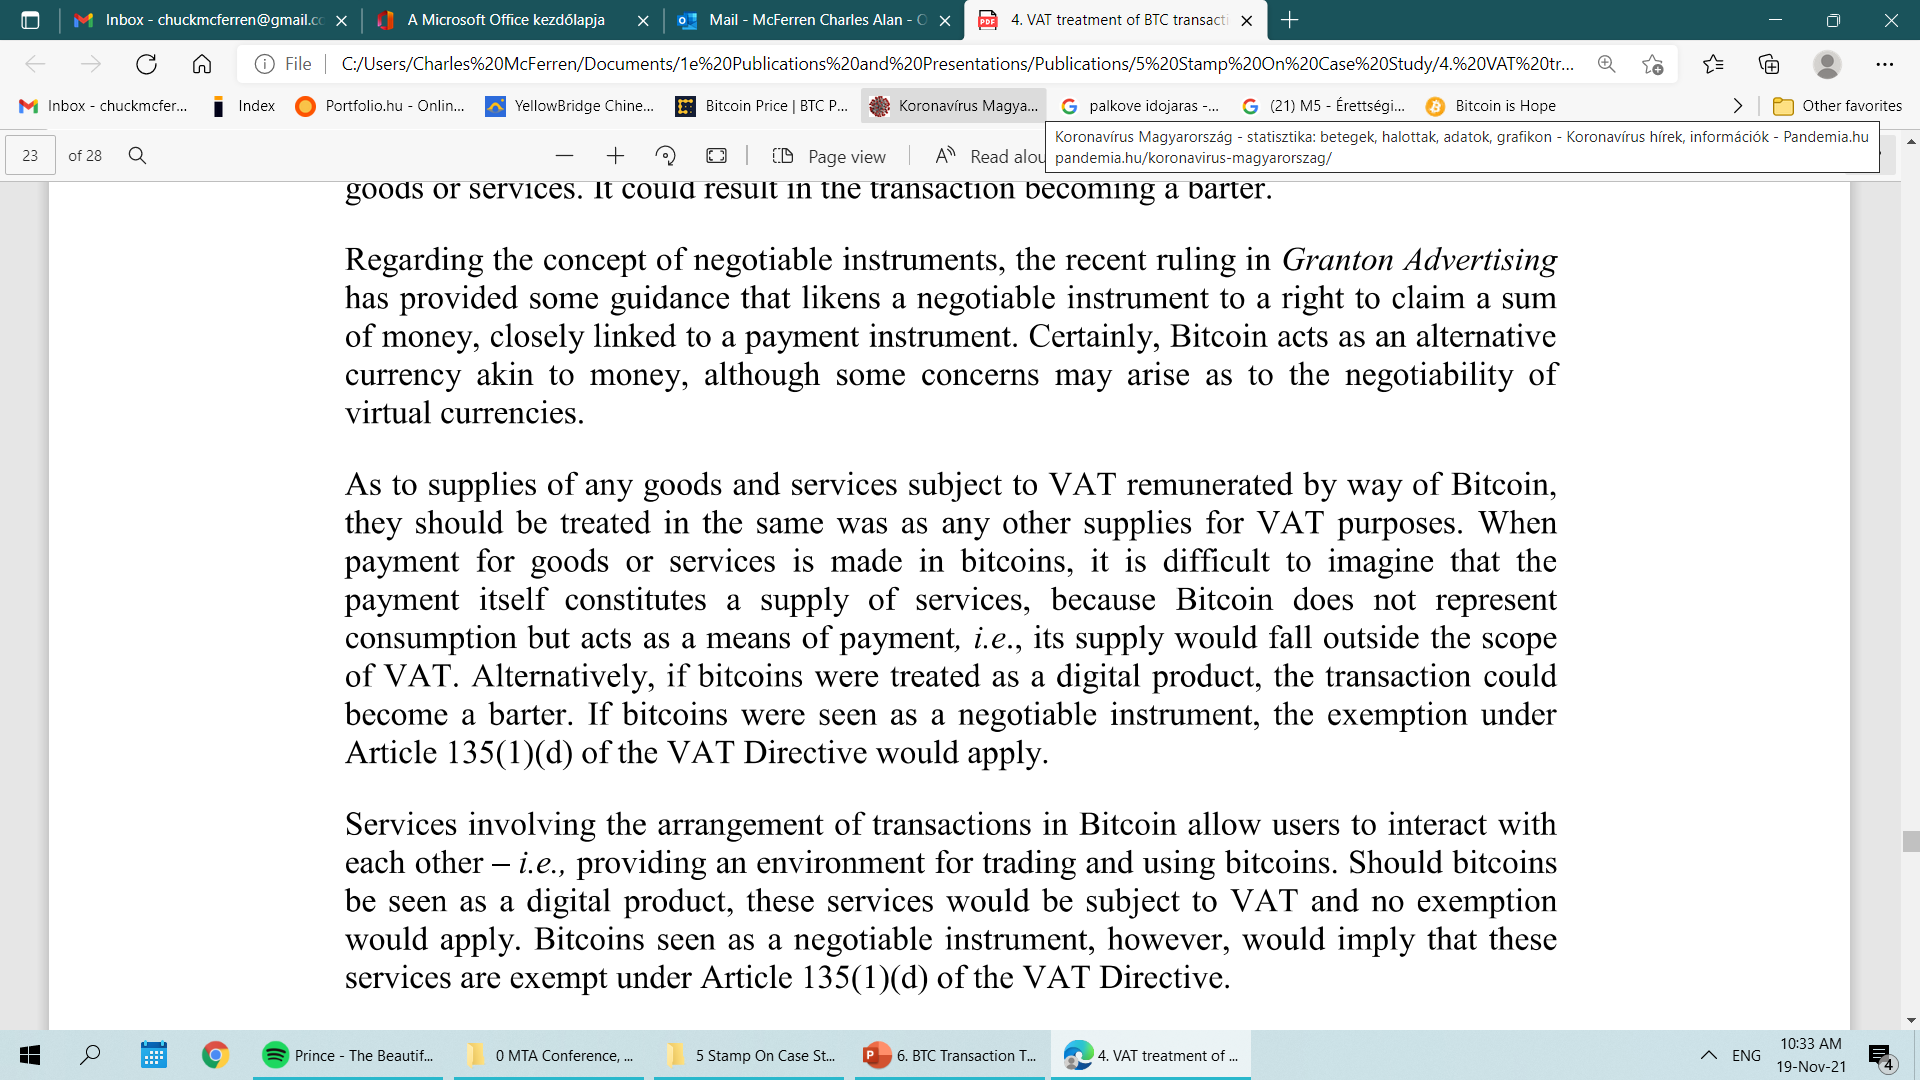 Inbox - chuckmcferren@gmail.cc
A Microsoft Office kezdőlapja
Mail - McFerren Charles Alan - O
4. VAT treatment of BTC transacti
File
C:/Users/Charles%20McFerren/Documents/1e%20Publications%20and%20Presentations/Publications/5%20Stamp%20On%20Case%20Study/4.%20VAT%20tr...
Inbox - chuckmcfer...
Index
Portfolio.hu - Onlin...
YellowBridge Chine...
Bitcoin Price | BTC P...
Koronavírus Magya...
palkove idojaras -...
(21) M5 - Érettségi...
Bitcoin is Hope
Other favorites
Koronavírus Magyarország - statisztika: betegek, halottak, adatok, grafikon - Koronavírus hírek, információk - Pandemia.hu
pandemia.hu/koronavirus-magyarorszag/
23 of 28
Page view
Read alou
goods or services. It could result in the transaction becoming a barter.
Regarding the concept of negotiable instruments, the recent ruling in Granton Advertising
has provided some guidance that likens a negotiable instrument to a right to claim a sum
of money, closely linked to a payment instrument. Certainly, Bitcoin acts as an alternative
currency akin to money, although some concerns may arise as to the negotiability of
virtual currencies.
As to supplies of any goods and services subject to VAT remunerated by way of Bitcoin,
they should be treated in the same was as any other supplies for VAT purposes. When
payment for goods or services is made in bitcoins, it is difficult to imagine that the
payment itself constitutes a supply of services, because Bitcoin does not represent
consumption but acts as a means of payment, i.e., its supply would fall outside the scope
of VAT. Alternatively, if bitcoins were treated as a digital product, the transaction could
become a barter. If bitcoins were seen as a negotiable instrument, the exemption under
Article 135(1)(d) of the VAT Directive would apply.
Services involving the arrangement of transactions in Bitcoin allow users to interact with
each other – i.e., providing an environment for trading and using bitcoins. Should bitcoins
be seen as a digital product, these services would be subject to VAT and no exemption
would apply. Bitcoins seen as a negotiable instrument, however, would imply that these
services are exempt under Article 135(1)(d) of the VAT Directive.
Prince - The Beautif...
0 MTA Conference, ...
5 Stamp On Case St...
6. BTC Transaction T...
4. VAT treatment of ...
ENG
10:33 AM
19-Nov-21
4